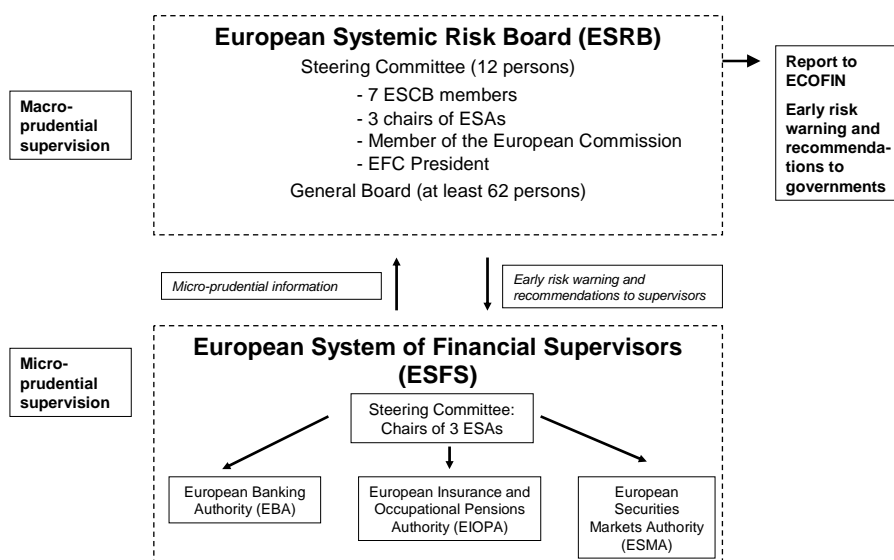 European Systemic Risk Board (ESRB)
Steering Committee (12 persons)
- 7 ESCB members
- 3 chairs of ESAs
- Member of the European Commission
- EFC President
General Board (at least 62 persons)
Macro-
prudential
supervision
Report to
ECOFIN
Early risk
warning and
recommenda-
tions to
governments
Micro-prudential information
Early risk warning and
recommendations to supervisors
Micro-
prudential
supervision
European System of Financial Supervisors
(ESFS)
Steering Committee:
Chairs of 3 ESAs
European Banking
Authority (EBA)
European Insurance and
Occupational Pensions
Authority (EIOPA)
European
Securities
Markets Authority
(ESMA)